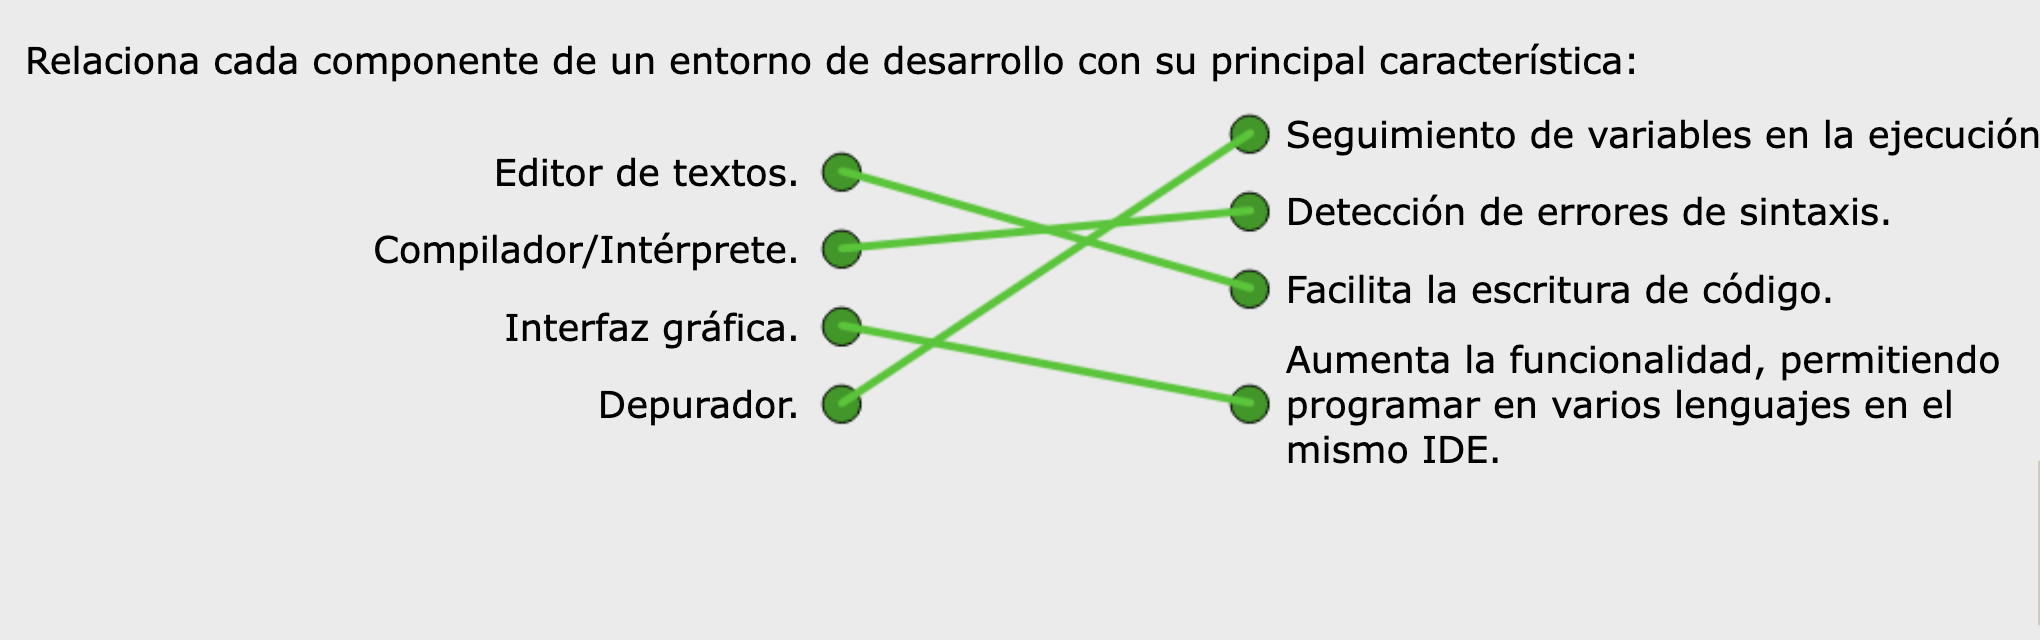 Relaciona cada componente de un entorno de desarrollo con su principal característica:
Editor de textos.
Compilador/Intérprete.
Interfaz gráfica.
Depurador.
Seguimiento de variables en la ejecución
Detección de errores de sintaxis.
Facilita la escritura de código.
Aumenta la funcionalidad, permitiendo
programar en varios lenguajes en el
mismo IDE.